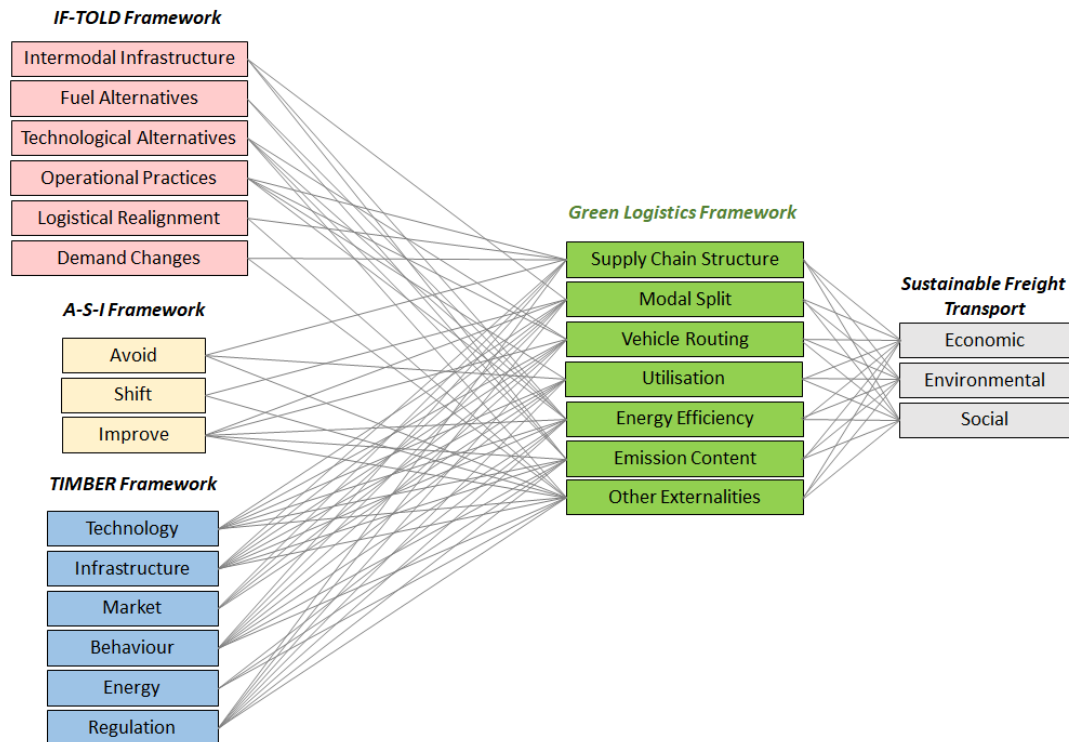 IF-TOLD Framework
Intermodal Infrastructure
Fuel Alternatives
Technological Alternatives
Operational Practices
Logistical Realignment
Demand Changes
A-S-I Framework
Avoid
Shift
Improve
TIMBER Framework
Technology
Infrastructure
Market
Behaviour
Energy
Regulation
Green Logistics Framework
Supply Chain Structure
Modal Split
Vehicle Routing
Utilisation
Energy Efficiency
Emission Content
Other Externalities
Sustainable Freight
Transport
Economic
Environmental
Social